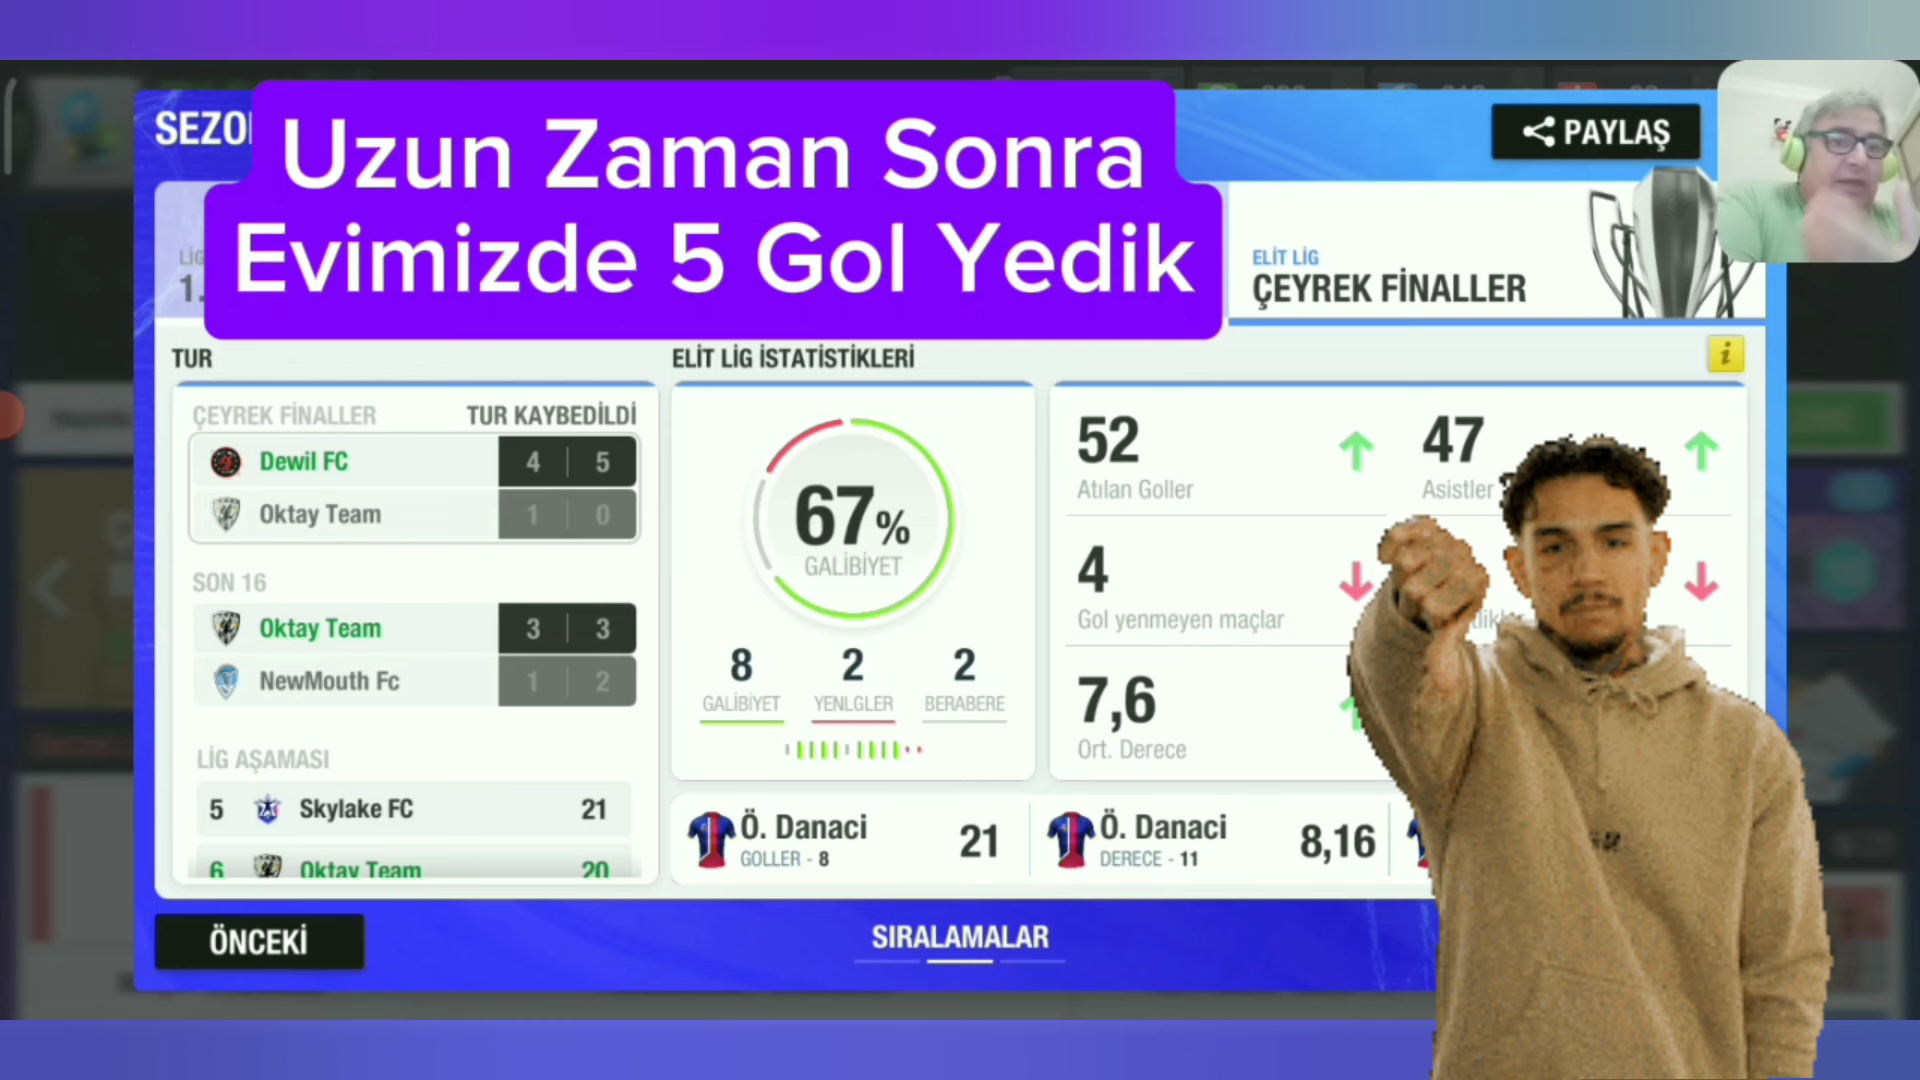 SEZO
Uzun Zaman Sonra
Evimizde 5 Gol Yedik
PAYLAŞ
LİG
1.
ELİT LİG
ÇEYREK FİNALLER
TUR
ELİT LİG İSTATİSTİKLERİ
i
ÇEYREK FİNALLER TUR KAYBEDİLDİ
Dewil FC 4 5
Oktay Team 1 0
SON 16
Oktay Team 3 3
NewMouth Fc 1 2
LİG AŞAMASI
5 Skylake FC 21
6 Oktay Team 20
67%
GALİBİYET
8 2 2
GALİBİYET YENLGLER BERABERE
52
Atılan Goller
47
Asistler
4
Gol yenmeyen maçlar
7,6
Ort. Derece
Ö. Danaci
GOLLER - 8
21
Ö. Danaci
DERECE - 11
8,16
ÖNCEKİ
SIRALAMALAR